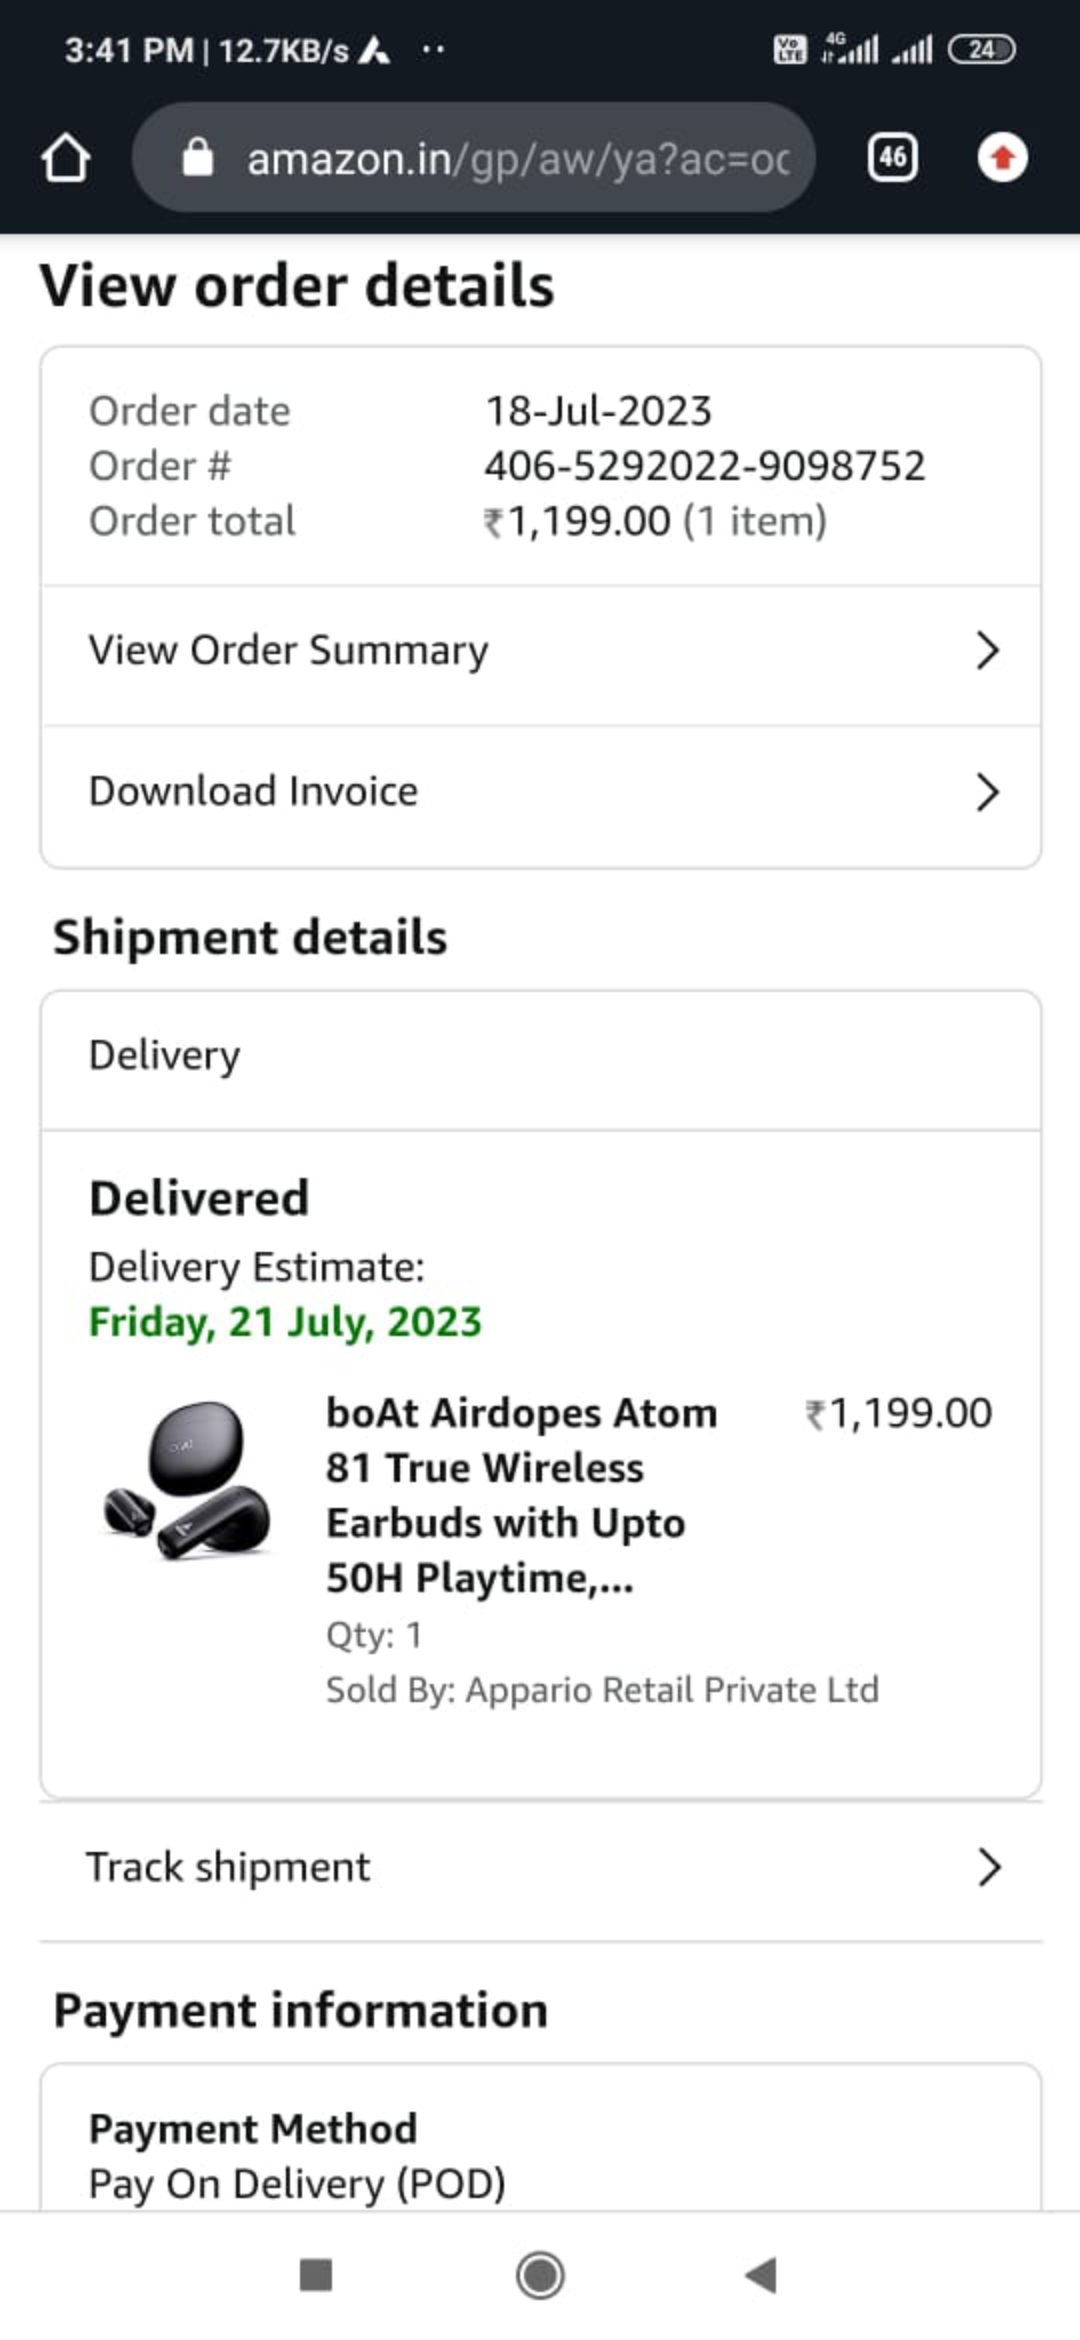 3:41 PM | 12.7KB/s
Vo LTE 4G 24
amazon.in/gp/aw/ya?ac=oc
46
View order details
Order date 18-Jul-2023
Order # 406-5292022-9098752
Order total ₹1,199.00 (1 item)
View Order Summary
Download Invoice
Shipment details
Delivery
Delivered
Delivery Estimate:
Friday, 21 July, 2023
boAt Airdopes Atom ₹1,199.00
81 True Wireless
Earbuds with Upto
50H Playtime,...
Qty: 1
Sold By: Appario Retail Private Ltd
Track shipment
Payment information
Payment Method
Pay On Delivery (POD)